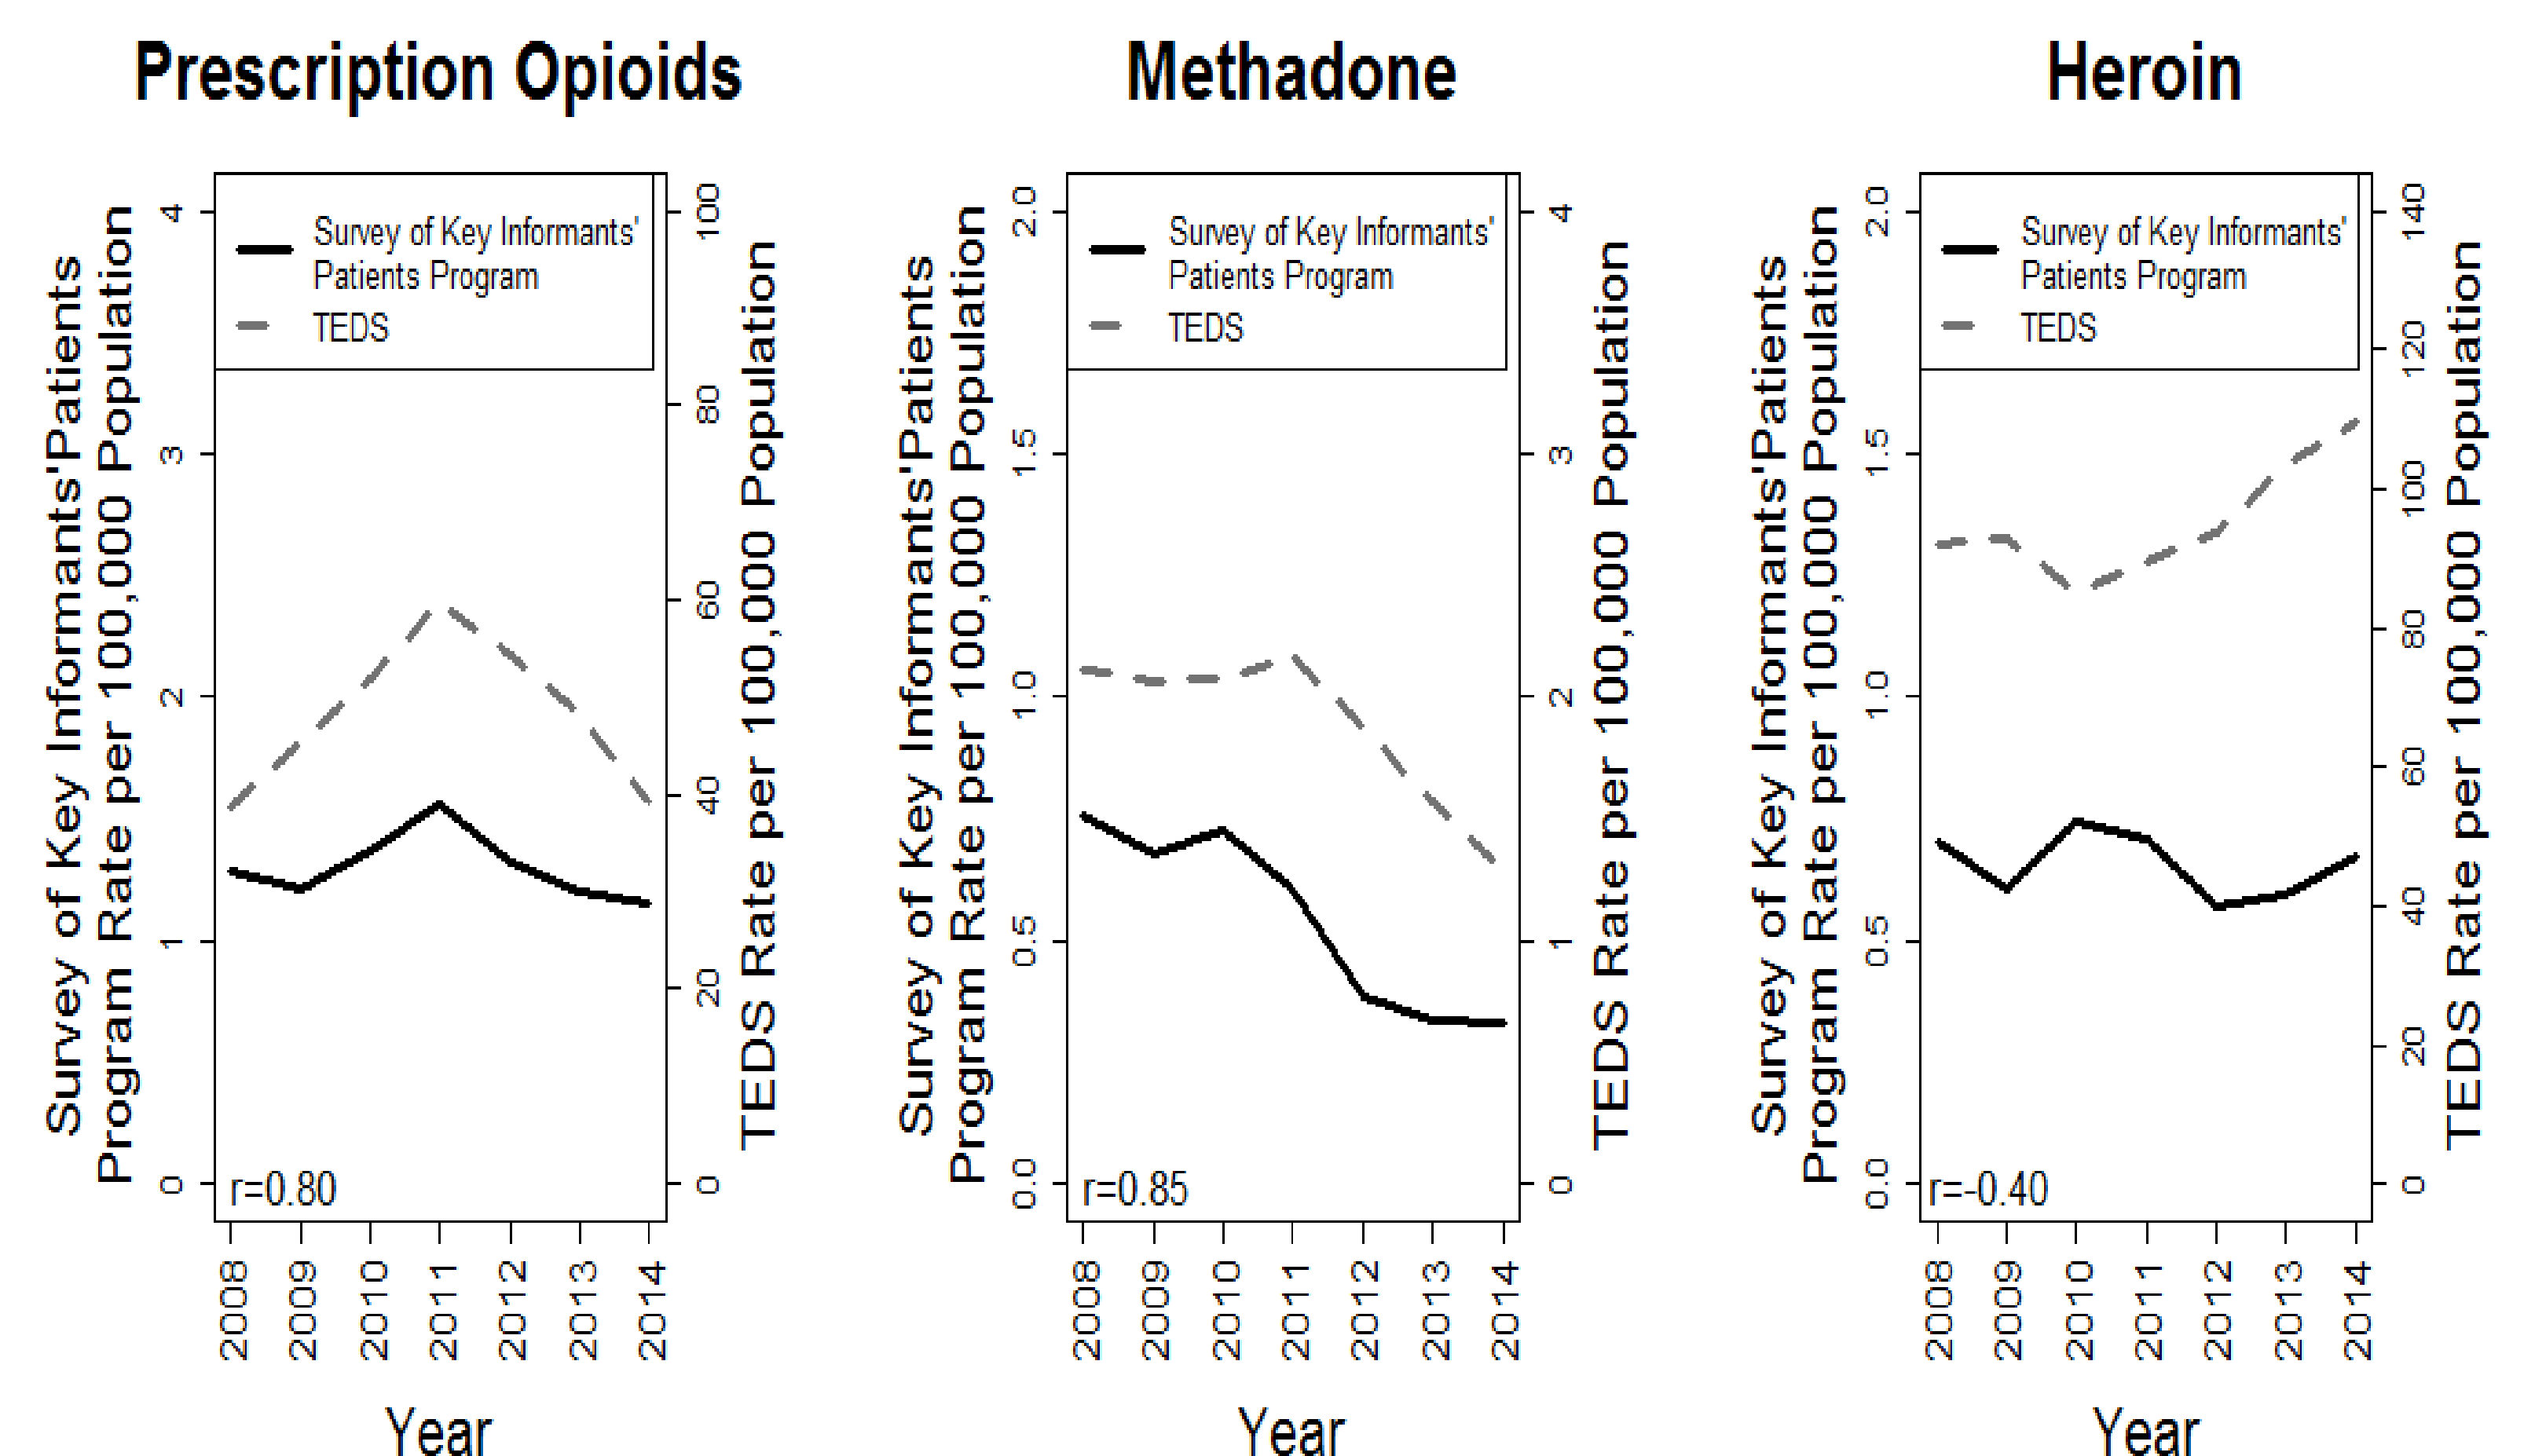 Prescription Opioids
Survey of Key Informants'Patients
Program Rate per 100,000 Population
4
3
2
1
0
Survey of Key Informants'
Patients Program
TEDS
r=0.80
100
80
60
40
20
0
TEDS Rate per 100,000 Population
2008
2009
2010
2011
2012
2013
2014
Year
Methadone
Survey of Key Informants'Patients
Program Rate per 100,000 Population
2.0
1.5
1.0
0.5
0.0
Survey of Key Informants'
Patients Program
TEDS
r=0.85
4
3
2
1
0
TEDS Rate per 100,000 Population
2008
2009
2010
2011
2012
2013
2014
Year
Heroin
Survey of Key Informants'Patients
Program Rate per 100,000 Population
2.0
1.5
1.0
0.5
0.0
Survey of Key Informants'
Patients Program
TEDS
r=-0.40
140
120
100
80
60
40
20
0
TEDS Rate per 100,000 Population
2008
2009
2010
2011
2012
2013
2014
Year